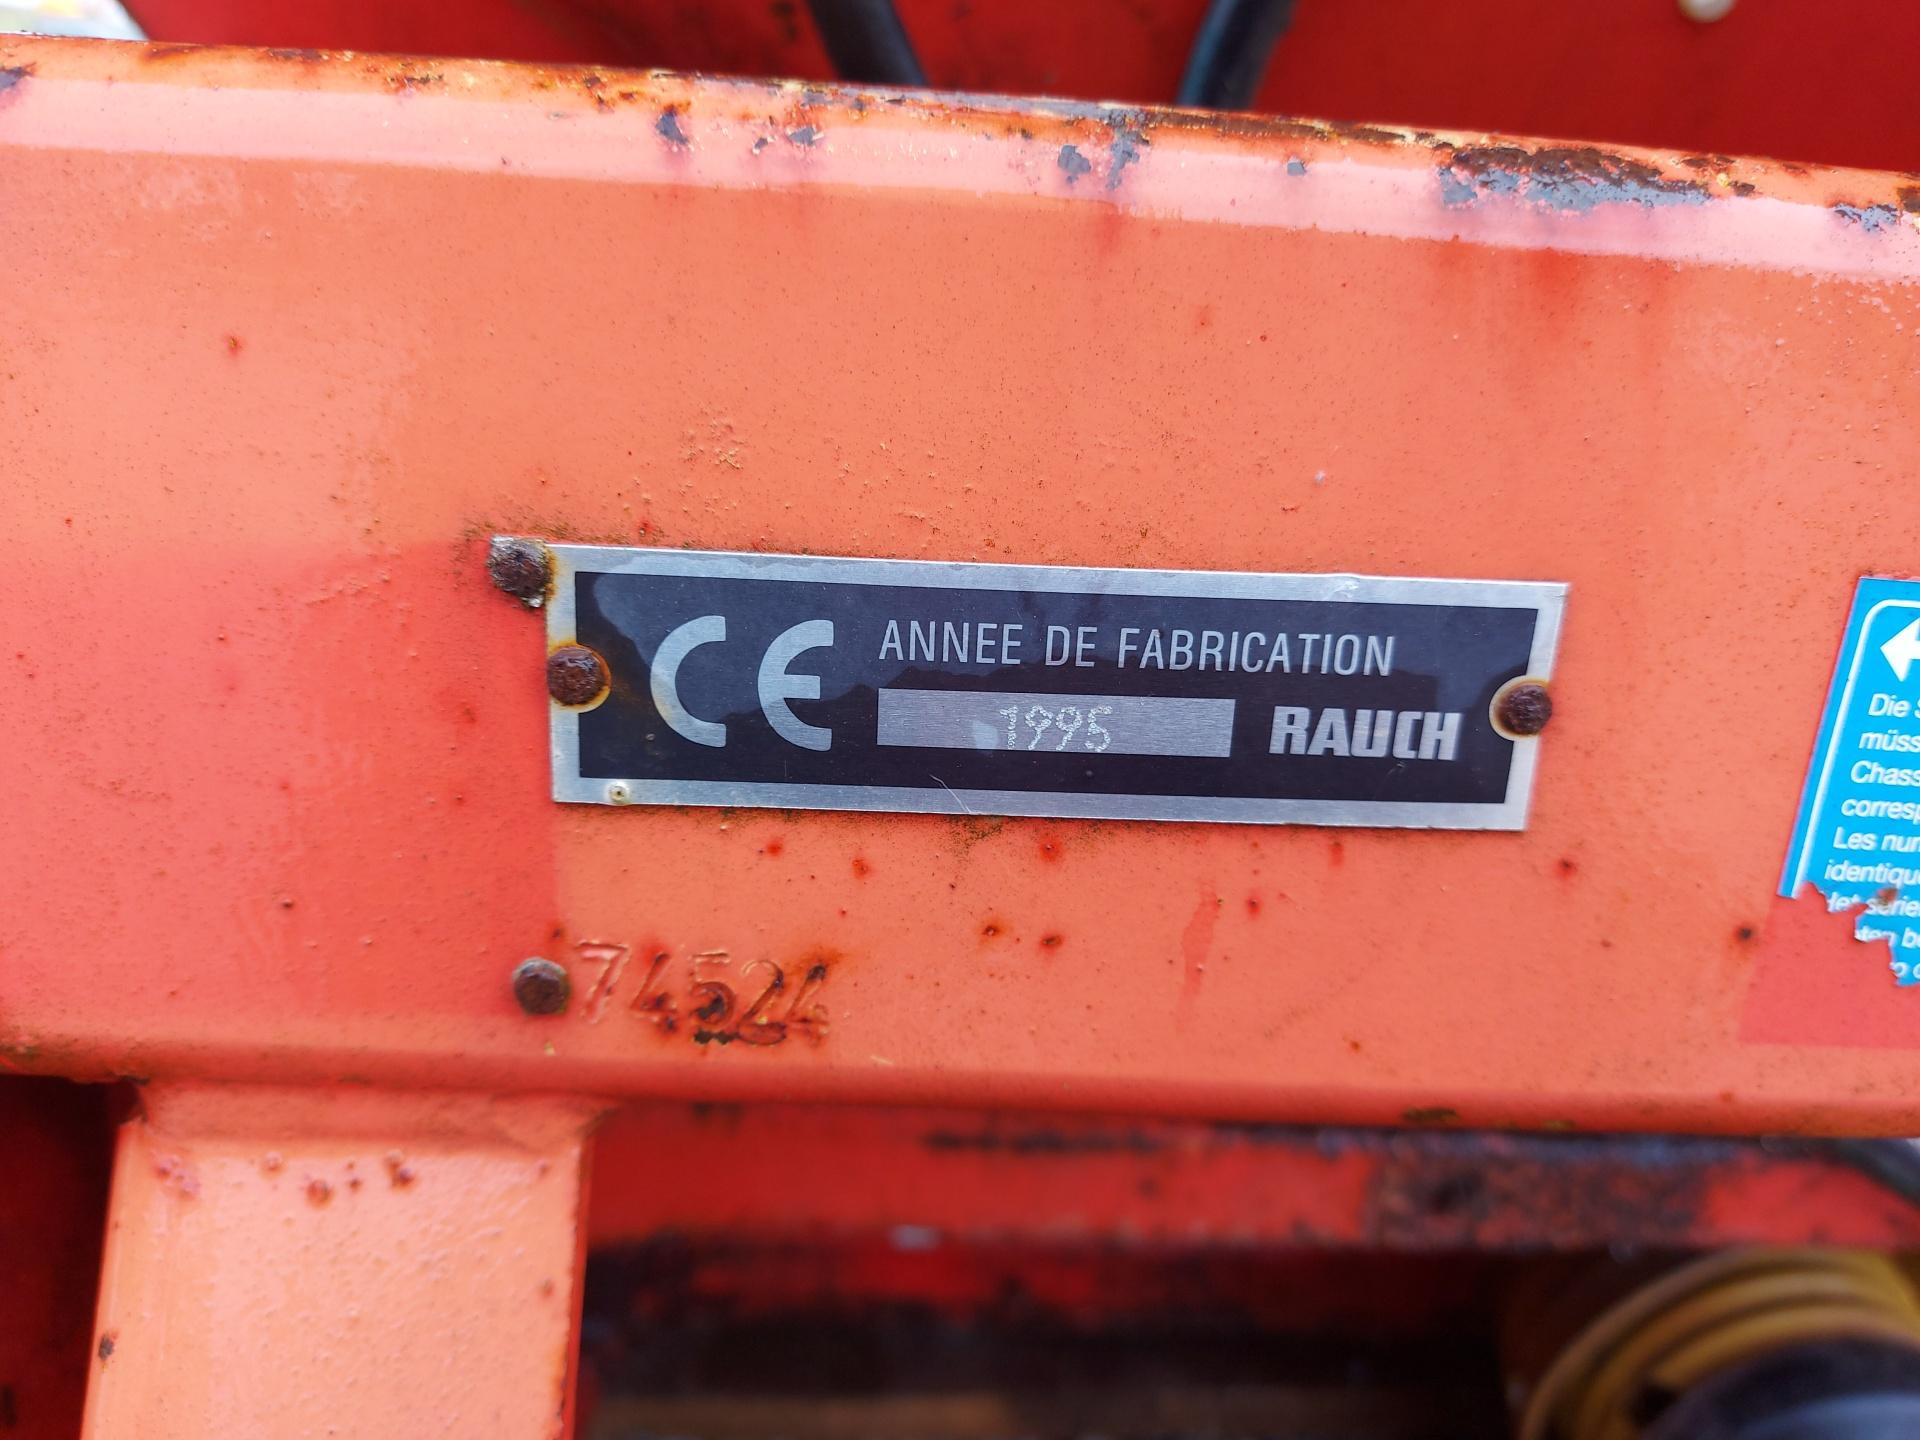 CE ANNEE DE FABRICATION
1995 RAUCH
74524
Die
müss
Chass
corresp
Les num
identiqu